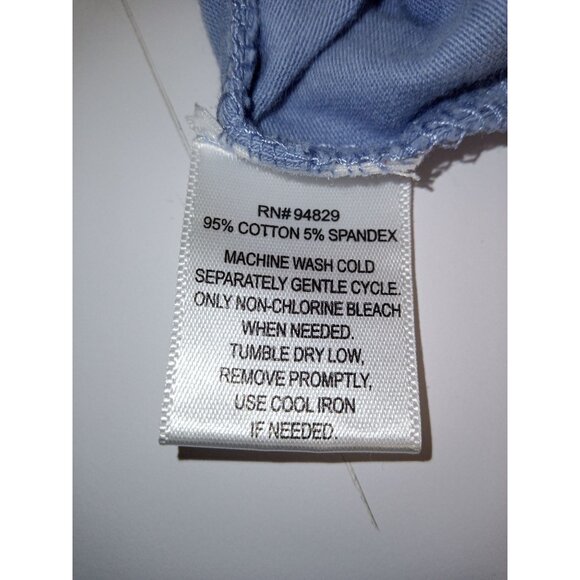 RN# 94829
95% COTTON 5% SPANDEX
MACHINE WASH COLD
SEPARATELY GENTLE CYCLE.
ONLY NON-CHLORINE BLEACH
WHEN NEEDED.
TUMBLE DRY LOW,
REMOVE PROMPTLY,
USE COOL IRON
IF NEEDED.